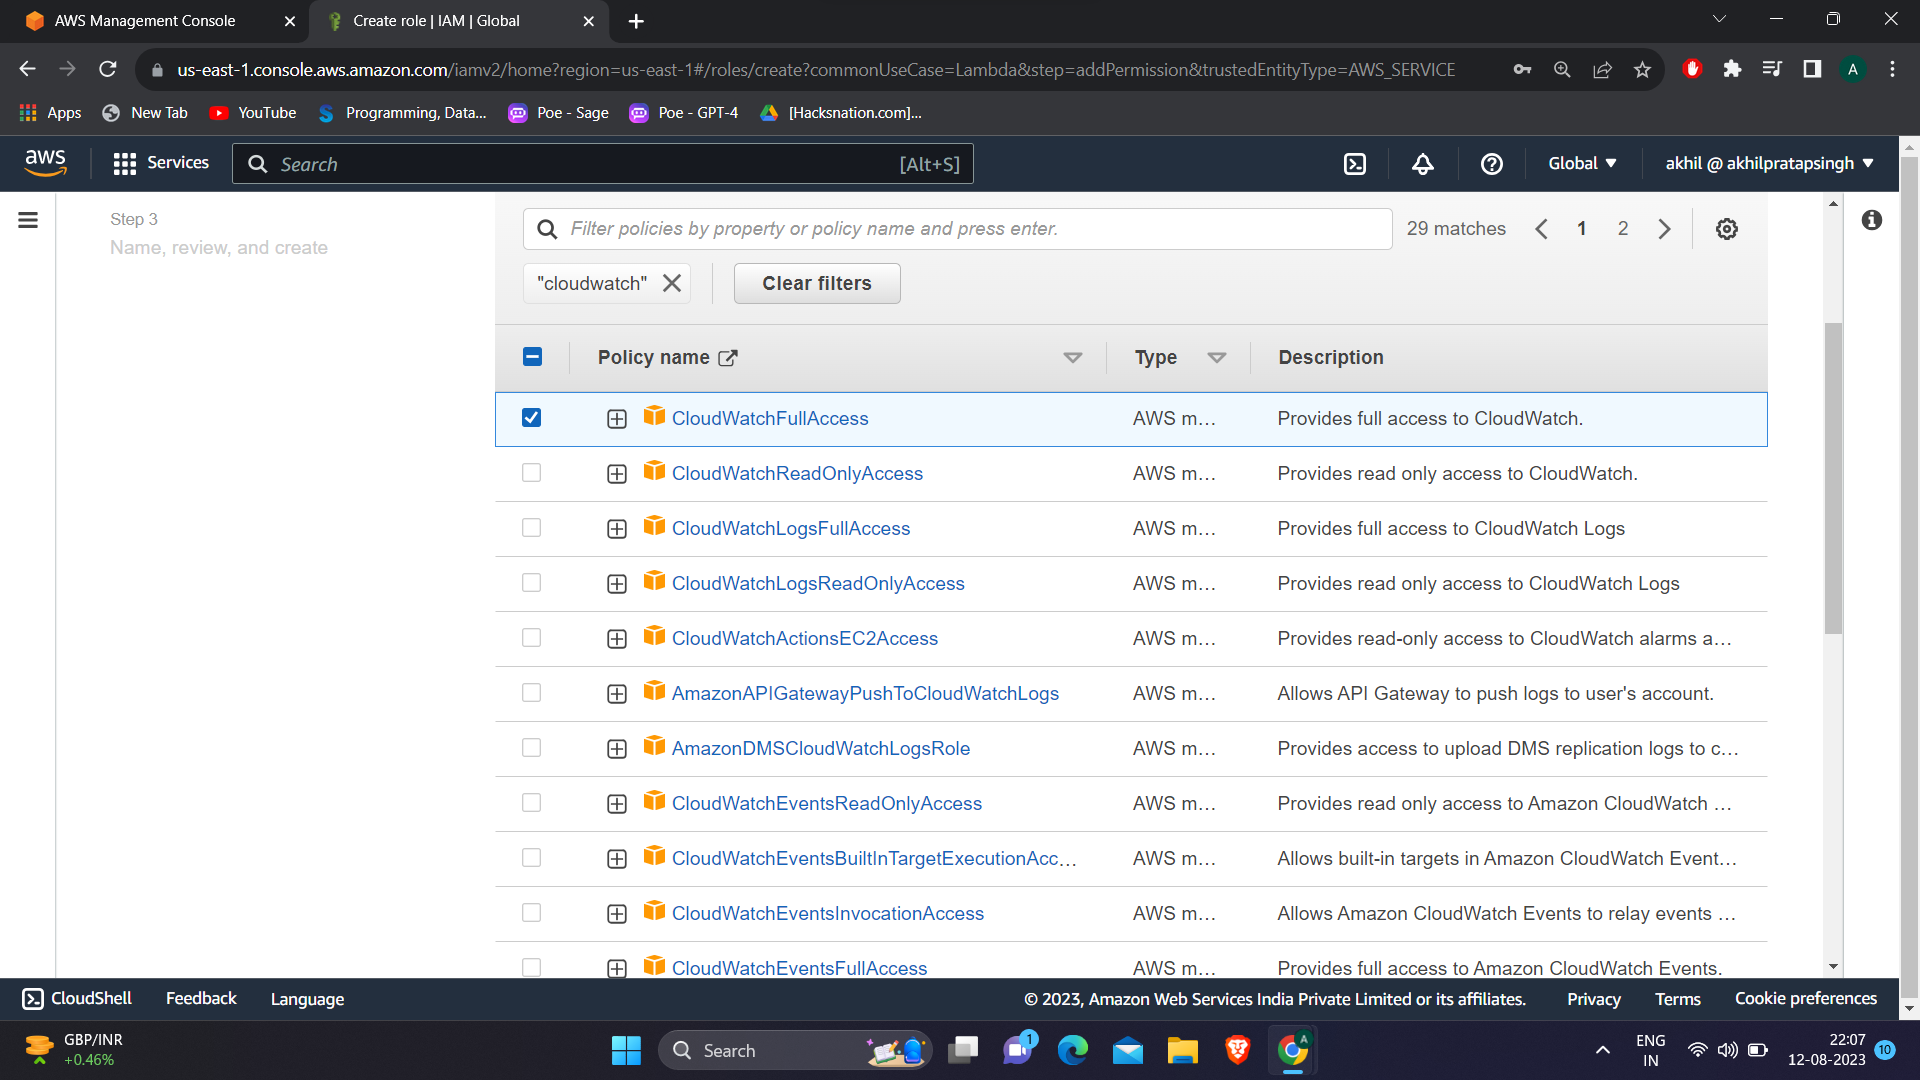 AWS Management Console
Create role | IAM | Global
us-east-1.console.aws.amazon.com/iamv2/home?region=us-east-1#/roles/create?commonUseCase=Lambda&step=addPermission&trustedEntityType=AWS_SERVICE
A
Apps
New Tab
YouTube
Programming, Data...
Poe - Sage
Poe - GPT-4
[Hacksnation.com]...
aws
Services
Search
[Alt+S]
Global
akhil @ akhilpratapsingh
Step 3
Name, review, and create
Filter policies by property or policy name and press enter.
29 matches
1
2
"cloudwatch"
Clear filters
Policy name
Type
Description
CloudWatchFullAccess AWS m... Provides full access to CloudWatch.
CloudWatchReadOnlyAccess AWS m... Provides read only access to CloudWatch.
CloudWatchLogsFullAccess AWS m... Provides full access to CloudWatch Logs
CloudWatchLogsReadOnlyAccess AWS m... Provides read only access to CloudWatch Logs
CloudWatchActionsEC2Access AWS m... Provides read-only access to CloudWatch alarms a...
AmazonAPIGatewayPushToCloudWatchLogs AWS m... Allows API Gateway to push logs to user's account.
AmazonDMSCloudWatchLogsRole AWS m... Provides access to upload DMS replication logs to c...
CloudWatchEventsReadOnlyAccess AWS m... Provides read only access to Amazon CloudWatch ...
CloudWatchEventsBuiltInTargetExecutionAcc... AWS m... Allows built-in targets in Amazon CloudWatch Event...
CloudWatchEventsInvocationAccess AWS m... Allows Amazon CloudWatch Events to relay events ...
CloudWatchEventsFullAccess AWS m... Provides full access to Amazon CloudWatch Events.
CloudShell
Feedback
Language
© 2023, Amazon Web Services India Private Limited or its affiliates.
Privacy
Terms
Cookie preferences
GBP/INR
+0.46%
Search
1
A
ENG
IN
22:07
12-08-2023
10